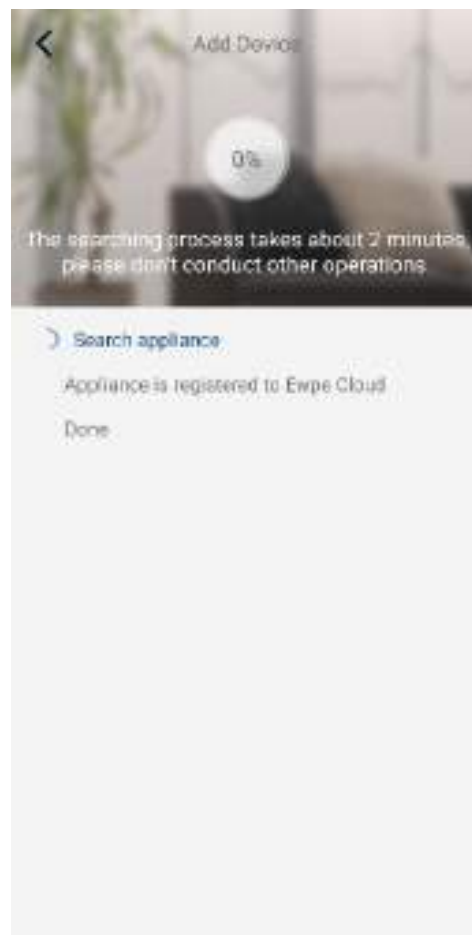 Add Device
0%
The searching process takes about 2 minutes,
please don't conduct other operations
Search appliance
Appliance is registered to Ewpe Cloud
Done